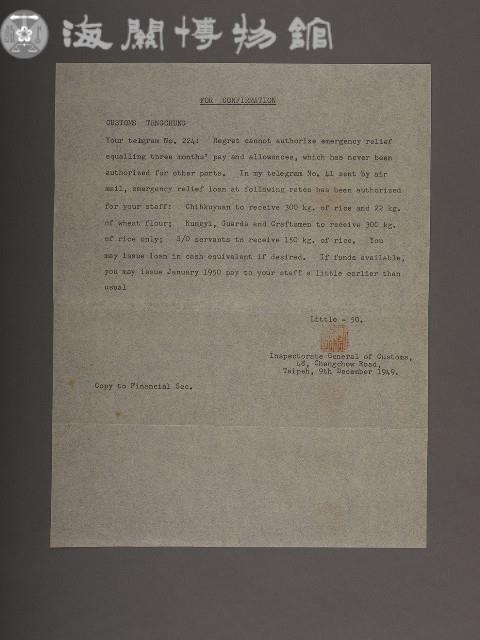 海關博物館
FOR CONFIRMATION
CUSTOMS TENGCHUNG
Your telgram No. 224: Regret cannot authorize emergency relief
equalling three months' pay and allowances, which has never been
authorized for other ports. In my telegram No. 41 sent by air
mail, emergency relief loan at following rates has been authorized
for your staff: Chihkuyuan to receive 300 kg. of rice and 22 kg.
of wheat flour; Kungyi, Guards and Craftsmen to receive 300 kg.
of rice only; S/O servants to receive 150 kg. of rice. You
may issue loan in cash equivalent if desired. If funds available,
you may issue January 1950 pay to your staff a little earlier than
usual
Little - 50.
Inspectorate General of Customs,
48, Changchow Road,
Taipeh, 9th December 1949.
Copy to Financial Sec.